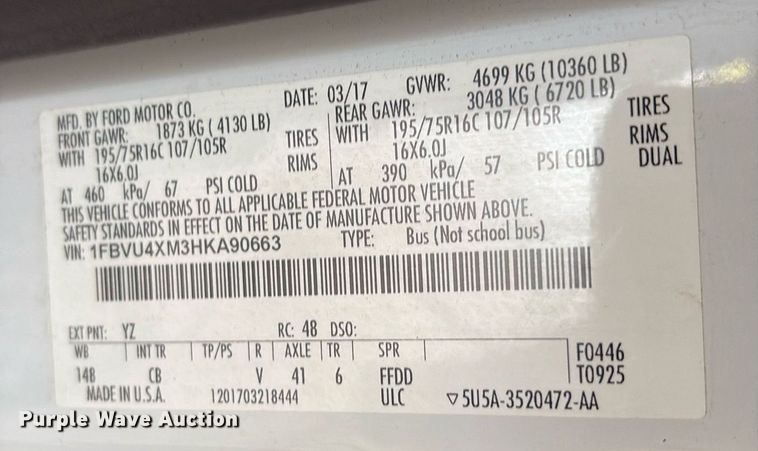 MFD. BY FORD MOTOR CO.
DATE: 03/17 GVWR: 4699 KG (10360 LB)
FRONT GAWR: 1873 KG ( 4130 LB)
REAR GAWR: 3048 KG ( 6720 LB)
WITH 195/75R16C 107/105R TIRES
WITH 195/75R16C 107/105R TIRES
16X6.0J RIMS
16X6.0J RIMS
AT 460 kPa/ 67 PSI COLD
AT 390 kPa/ 57 PSI COLD DUAL
THIS VEHICLE CONFORMS TO ALL APPLICABLE FEDERAL MOTOR VEHICLE
SAFETY STANDARDS IN EFFECT ON THE DATE OF MANUFACTURE SHOWN ABOVE.
VIN: 1FBVU4XM3HKA90663 TYPE: Bus (Not school bus)
EXT PNT: YZ RC: 48 DSO:
WB INT TR TP/PS R AXLE TR SPR F0446
148 CB V 41 6 FFDD T0925
MADE IN U.S.A. 1201703218444 ULC ▽5U5A-3520472-AA
Purple Wave Auction